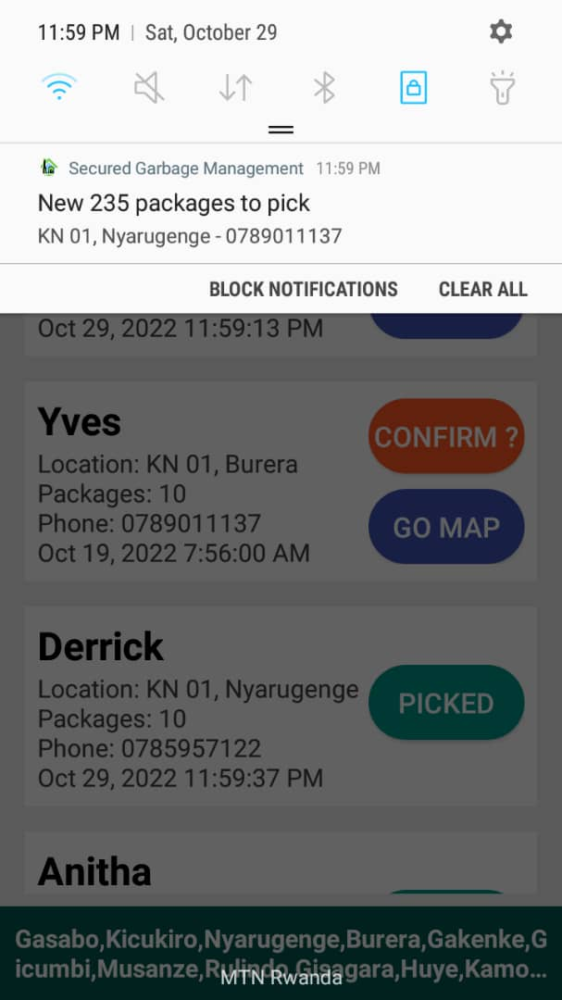 11:59 PM | Sat, October 29
Secured Garbage Management 11:59 PM
New 235 packages to pick
KN 01, Nyarugenge - 0789011137
BLOCK NOTIFICATIONS CLEAR ALL
Oct 29, 2022 11:59:13 PM
Yves
Location: KN 01, Burera
Packages: 10
Phone: 0789011137
Oct 19, 2022 7:56:00 AM
CONFIRM ?
GO MAP
Derrick
Location: KN 01, Nyarugenge
Packages: 10
Phone: 0785957122
Oct 29, 2022 11:59:37 PM
PICKED
Anitha
Gasabo,Kicukiro,Nyarugenge,Burera,Gakenke,G
icumbi,Musanze,Rulindo,Gisagara,Huye,Kamo...
MTN Rwanda